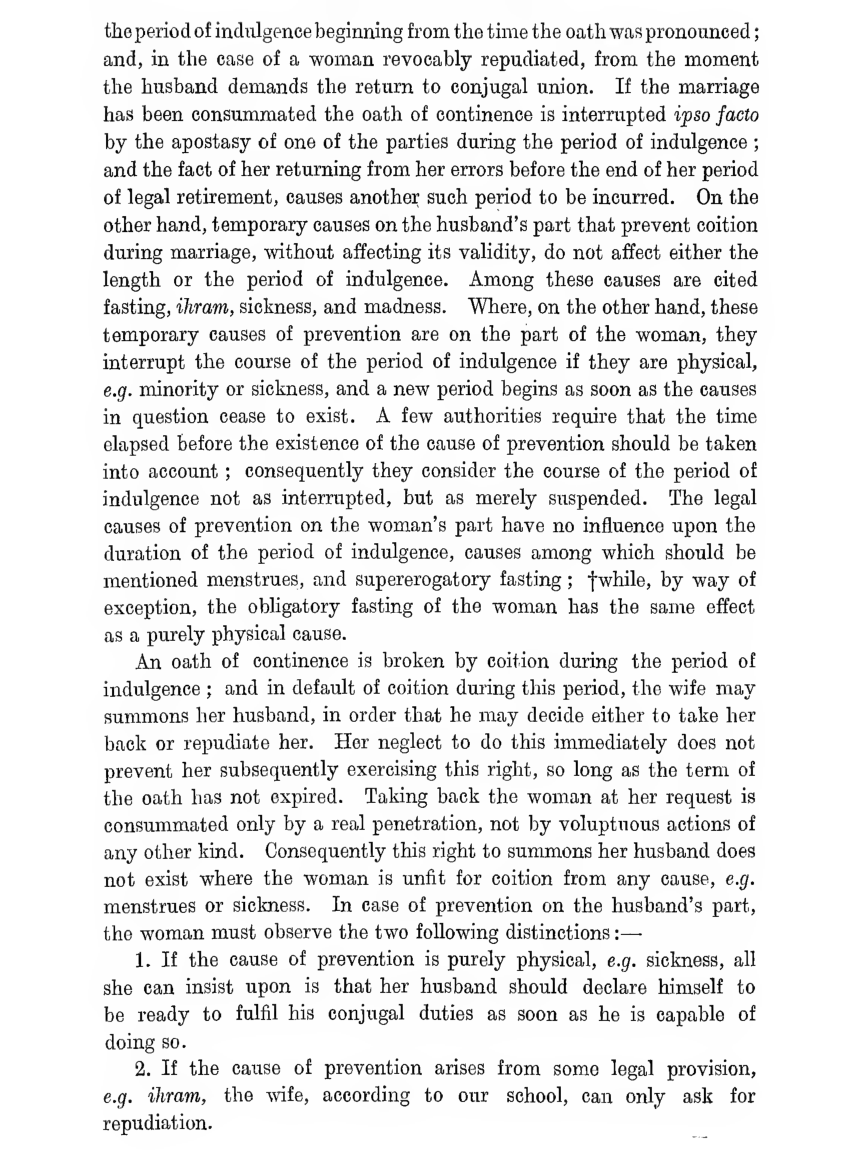 the period of indulgence beginning from the time the oath was pronounced ;
and, in the case of a woman revocably repudiated, from the moment
the husband demands the return to conjugal union. If the marriage
has been consummated the oath of continence is interrupted ipso facto
by the apostasy of one of the parties during the period of indulgence ;
and the fact of her returning from her errors before the end of her period
of legal retirement, causes another such period to be incurred. On the
other hand, temporary causes on the husband's part that prevent coition
during marriage, without affecting its validity, do not affect either the
length or the period of indulgence. Among these causes are cited
fasting, ihram, sickness, and madness. Where, on the other hand, these
temporary causes of prevention are on the part of the woman, they
interrupt the course of the period of indulgence if they are physical,
e.g. minority or sickness, and a new period begins as soon as the causes
in question cease to exist. A few authorities require that the time
elapsed before the existence of the cause of prevention should be taken
into account ; consequently they consider the course of the period of
indulgence not as interrupted, but as merely suspended. The legal
causes of prevention on the woman's part have no influence upon the
duration of the period of indulgence, causes among which should be
mentioned menstrues, and supererogatory fasting ; †while, by way of
exception, the obligatory fasting of the woman has the same effect
as a purely physical cause.
An oath of continence is broken by coition during the period of
indulgence ; and in default of coition during this period, the wife may
summons her husband, in order that he may decide either to take her
back or repudiate her. Her neglect to do this immediately does not
prevent her subsequently exercising this right, so long as the term of
the oath has not expired. Taking back the woman at her request is
consummated only by a real penetration, not by voluptuous actions of
any other kind. Consequently this right to summons her husband does
not exist where the woman is unfit for coition from any cause, e.g.
menstrues or sickness. In case of prevention on the husband's part,
the woman must observe the two following distinctions :—
1. If the cause of prevention is purely physical, e.g. sickness, all
she can insist upon is that her husband should declare himself to
be ready to fulfil his conjugal duties as soon as he is capable of
doing so.
2. If the cause of prevention arises from some legal provision,
e.g. ihram, the wife, according to our school, can only ask for
repudiation.